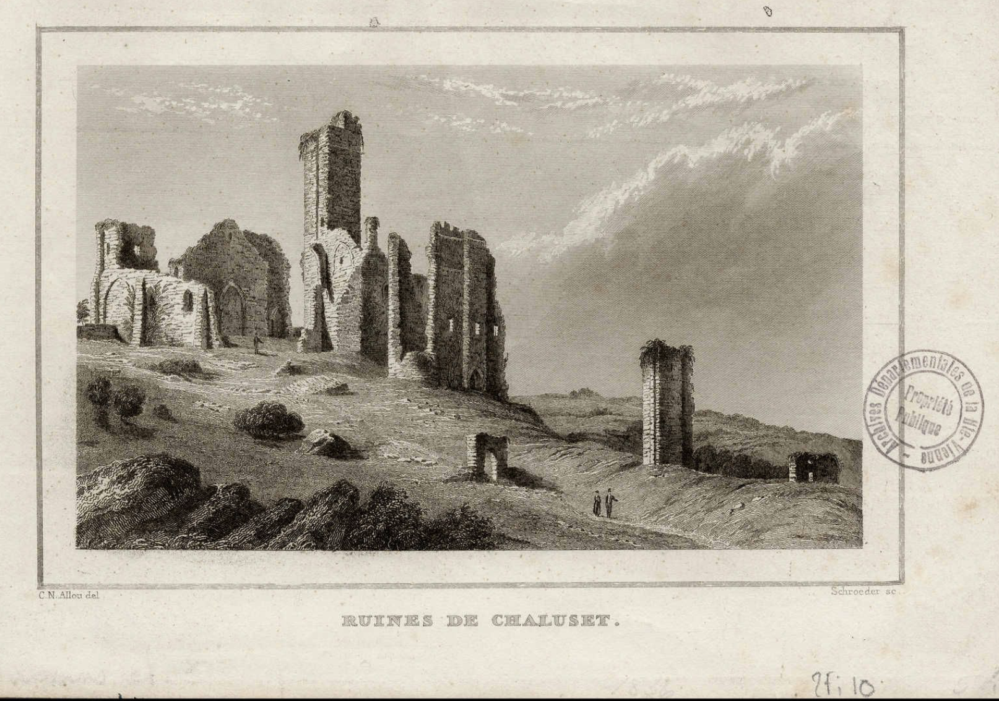 C.N. Allou del
Schroeder sc
RUINES DE CHALUSET.
Archives Départementales de la Hte-Vienne -
Propriété
Publique
2fi 10